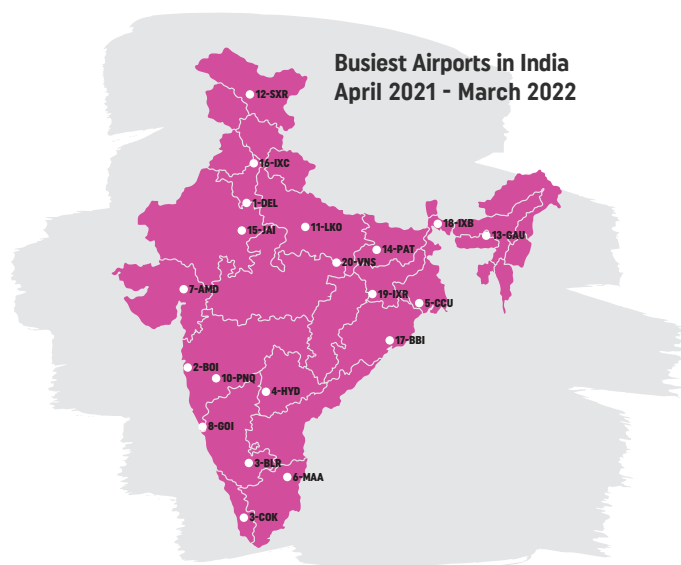 Busiest Airports in India
April 2021 - March 2022
12-SXR
16-IXC
1-DEL
15-JAI
11-LKO
18-IXB
13-GAU
14-PAT
20-VNS
7-AMD
19-IXR
5-CCU
17-BBI
2-BOI
10-PNQ
4-HYD
8-GOI
3-BLR
6-MAA
3-COK